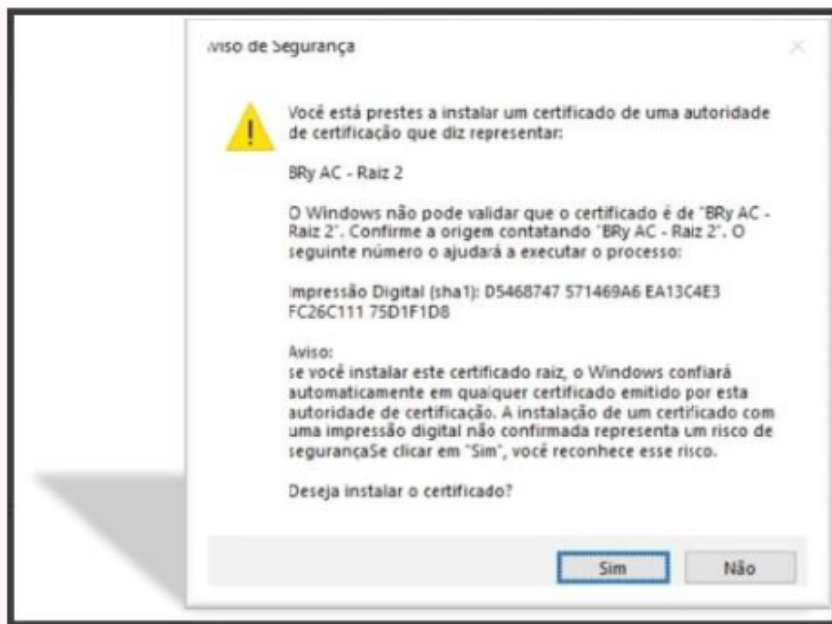 Aviso de Segurança
Você está prestes a instalar um certificado de uma autoridade
de certificação que diz representar:
BRy AC - Raiz 2
O Windows não pode validar que o certificado é de "BRy AC -
Raiz 2". Confirme a origem contatando "BRy AC - Raiz 2". O
seguinte número o ajudará a executar o processo:
Impressão Digital (sha1): D5468747 571469A6 EA13C4E3
FC26C111 75D1F1D8
Aviso:
se você instalar este certificado raiz, o Windows confiará
automaticamente em qualquer certificado emitido por esta
autoridade de certificação. A instalação de um certificado com
uma impressão digital não confirmada representa um risco de
segurançaSe clicar em "Sim", você reconhece esse risco.
Deseja instalar o certificado?
Sim
Não